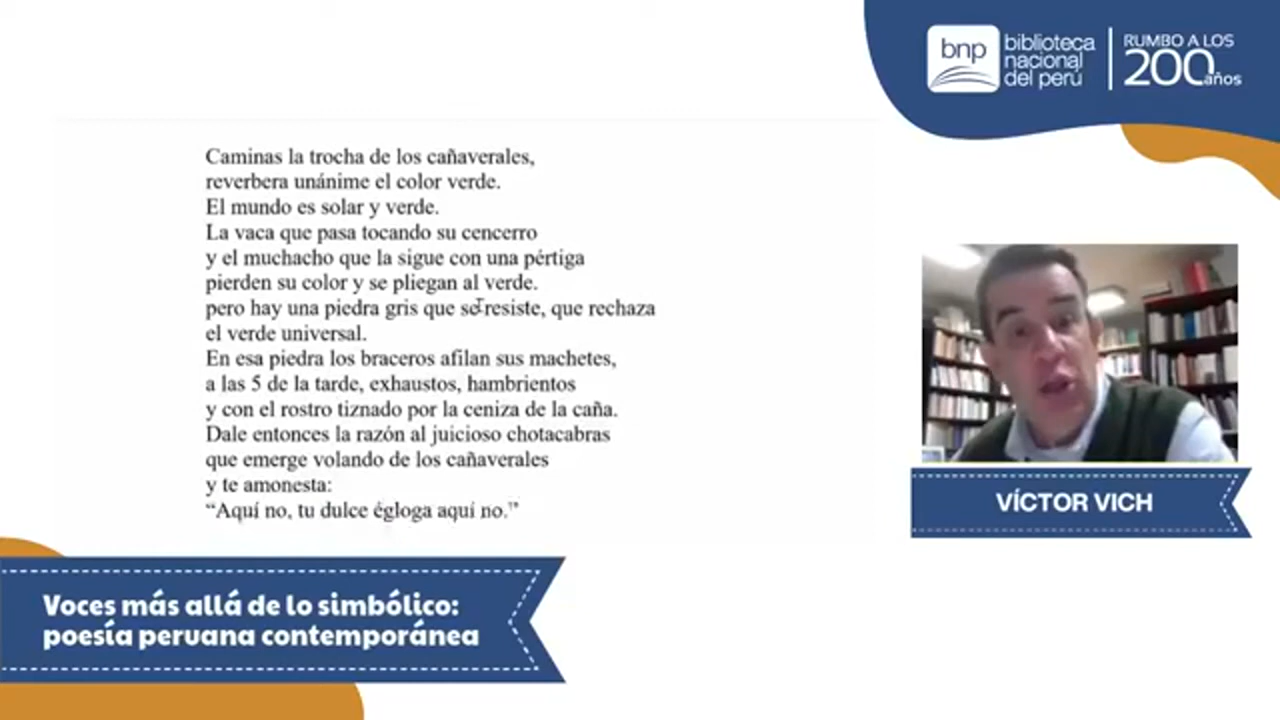 bnp
biblioteca
nacional
del perú
RUMBO A LOS
200 años
Caminas la trocha de los cañaverales,
reverbera unánime el color verde.
El mundo es solar y verde.
La vaca que pasa tocando su cencerro
y el muchacho que la sigue con una pértiga
pierden su color y se pliegan al verde.
pero hay una piedra gris que se resiste, que rechaza
el verde universal.
En esa piedra los braceros afilan sus machetes,
a las 5 de la tarde, exhaustos, hambrientos
y con el rostro tiznado por la ceniza de la caña.
Dale entonces la razón al juicioso chotacabras
que emerge volando de los cañaverales
y te amonesta:
“Aquí no, tu dulce égloga aquí no.”
VÍCTOR VICH
Voces más allá de lo simbólico:
poesía peruana contemporánea